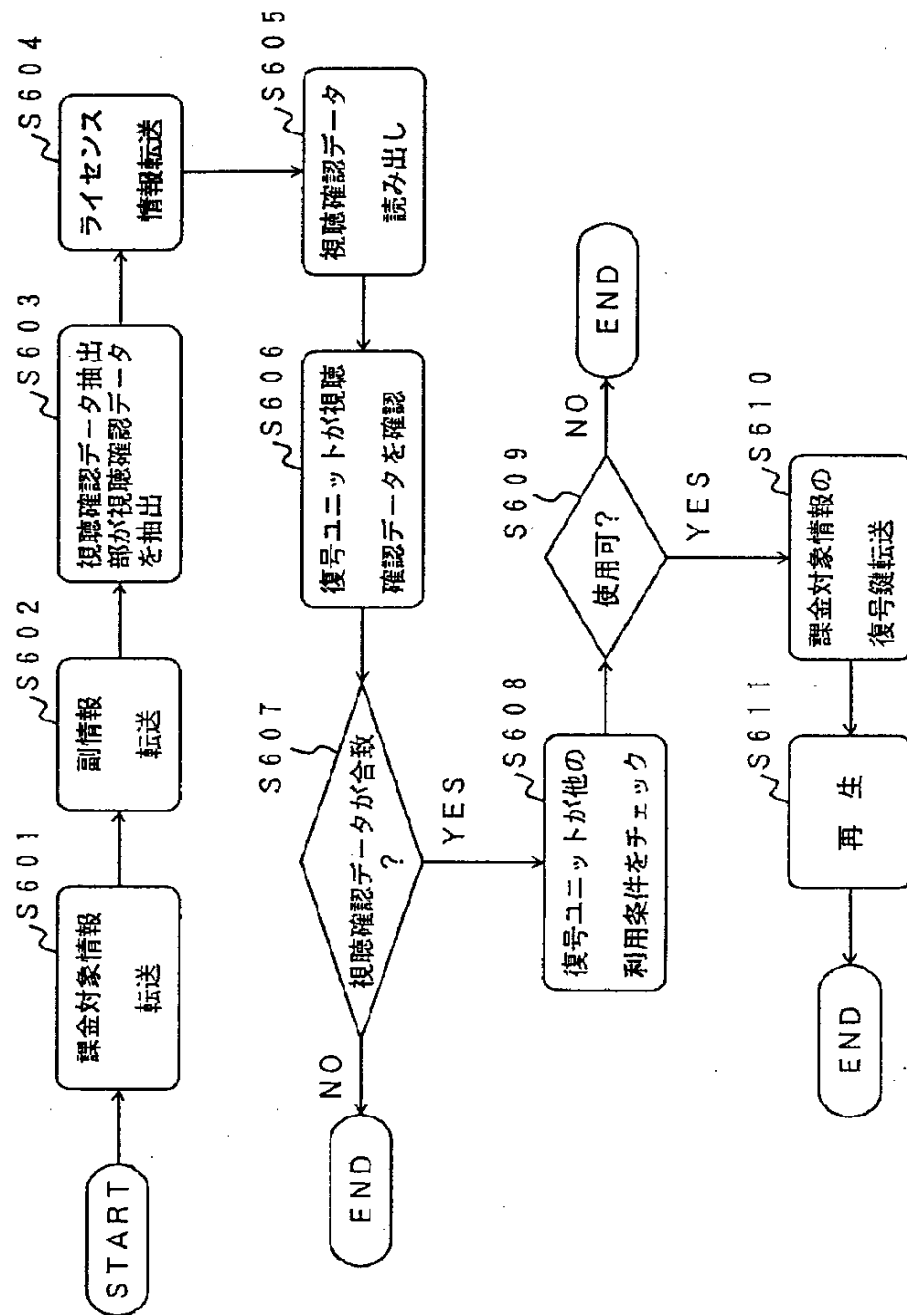 START
S601
課金対象情報
転送
S602
副情報
転送
S603
視聴確認データ抽出
部が視聴確認データ
を抽出
S604
ライセンス
情報転送
S605
視聴確認データ
読み出し
S606
復号ユニットが視聴
確認データを確認
S607
視聴確認データが合致
?
NO
END
YES
S608
復号ユニットが他の
利用条件をチェック
S609
使用可?
NO
END
YES
S610
課金対象情報の
復号鍵転送
S611
再生
END